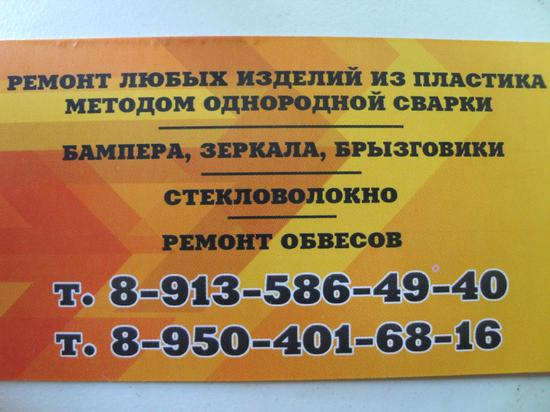 РЕМОНТ ЛЮБЫХ ИЗДЕЛИЙ ИЗ ПЛАСТИКА
МЕТОДОМ ОДНОРОДНОЙ СВАРКИ
БАМПЕРА, ЗЕРКАЛА, БРЫЗГОВИКИ
СТЕКЛОВОЛОКНО
РЕМОНТ ОБВЕСОВ
т. 8-913-586-49-40
т. 8-950-401-68-16